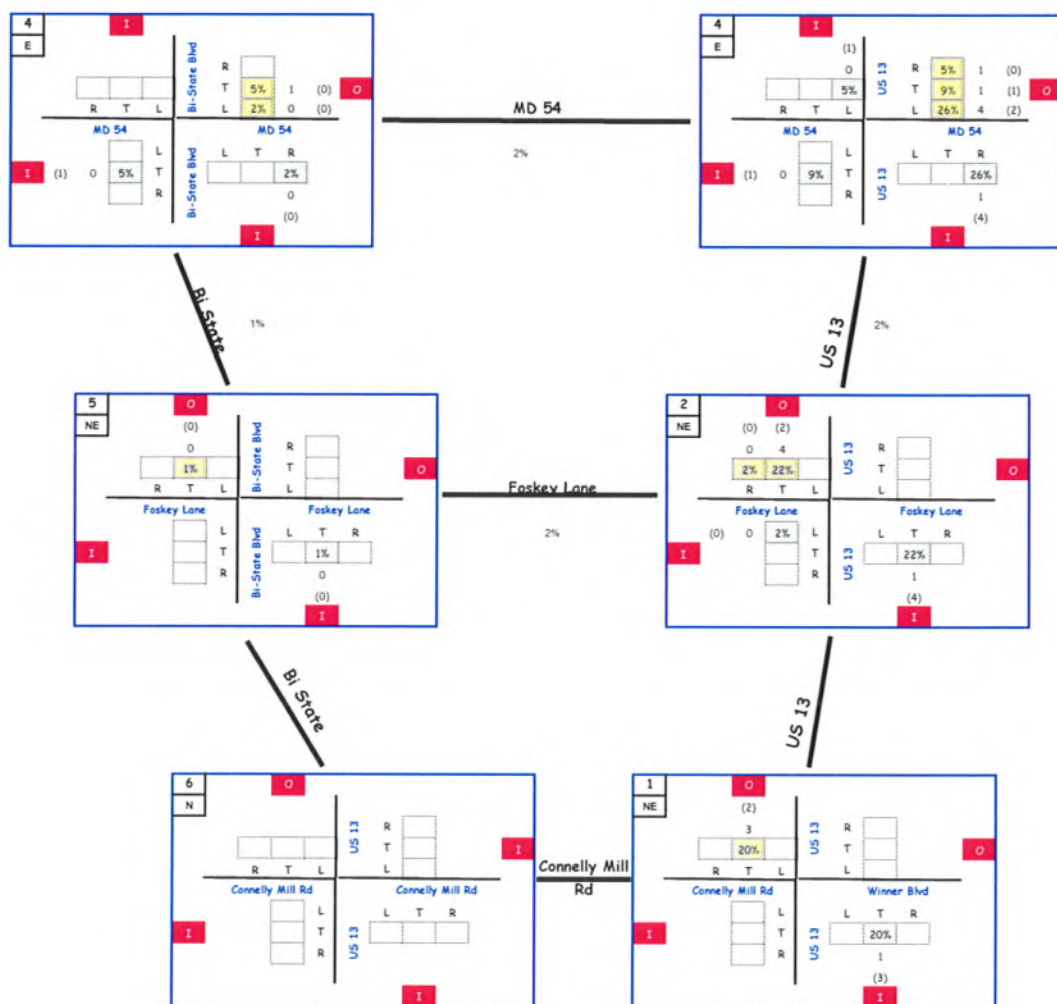 4
I
E
Bi-State Blvd
R
T 5% 1 (0)
L 2% 0 (0)
O
R T L
MD 54
MD 54
I (1) 0 5%
L
T
R
Bi-State Blvd
L T R
2%
0
(0)
I
MD 54
2%
4
I
E
(1)
0
5%
R T L
US 13
R 5% 1 (0)
T 9% 1 (1)
L 26% 4 (2)
O
MD 54
MD 54
I (1) 0 9%
L
T
R
US 13
L T R
26%
1
(4)
I
Bi State
1%
US 13
2%
5
O
NE
(0)
0
1%
R T L
Bi-State Blvd
R
T
L
O
Foskey Lane
Foskey Lane
I
L
T
R
Bi-State Blvd
L T R
1%
0
(0)
I
Foskey Lane
2%
2
O
NE
(0) (2)
0 4
2% 22%
R T L
US 13
R
T
L
O
Foskey Lane
Foskey Lane
I (0) 0 2%
L
T
R
US 13
L T R
22%
1
(4)
I
Bi State
US 13
6
O
N
R T L
US 13
R
T
L
I
Connelly Mill Rd
Connelly Mill Rd
I
L
T
R
US 13
L T R
I
Connelly Mill
Rd
1
O
NE
(2)
3
20%
R T L
US 13
R
T
L
O
Connelly Mill Rd
Winner Blvd
I
L
T
R
US 13
L T R
20%
1
(3)
I